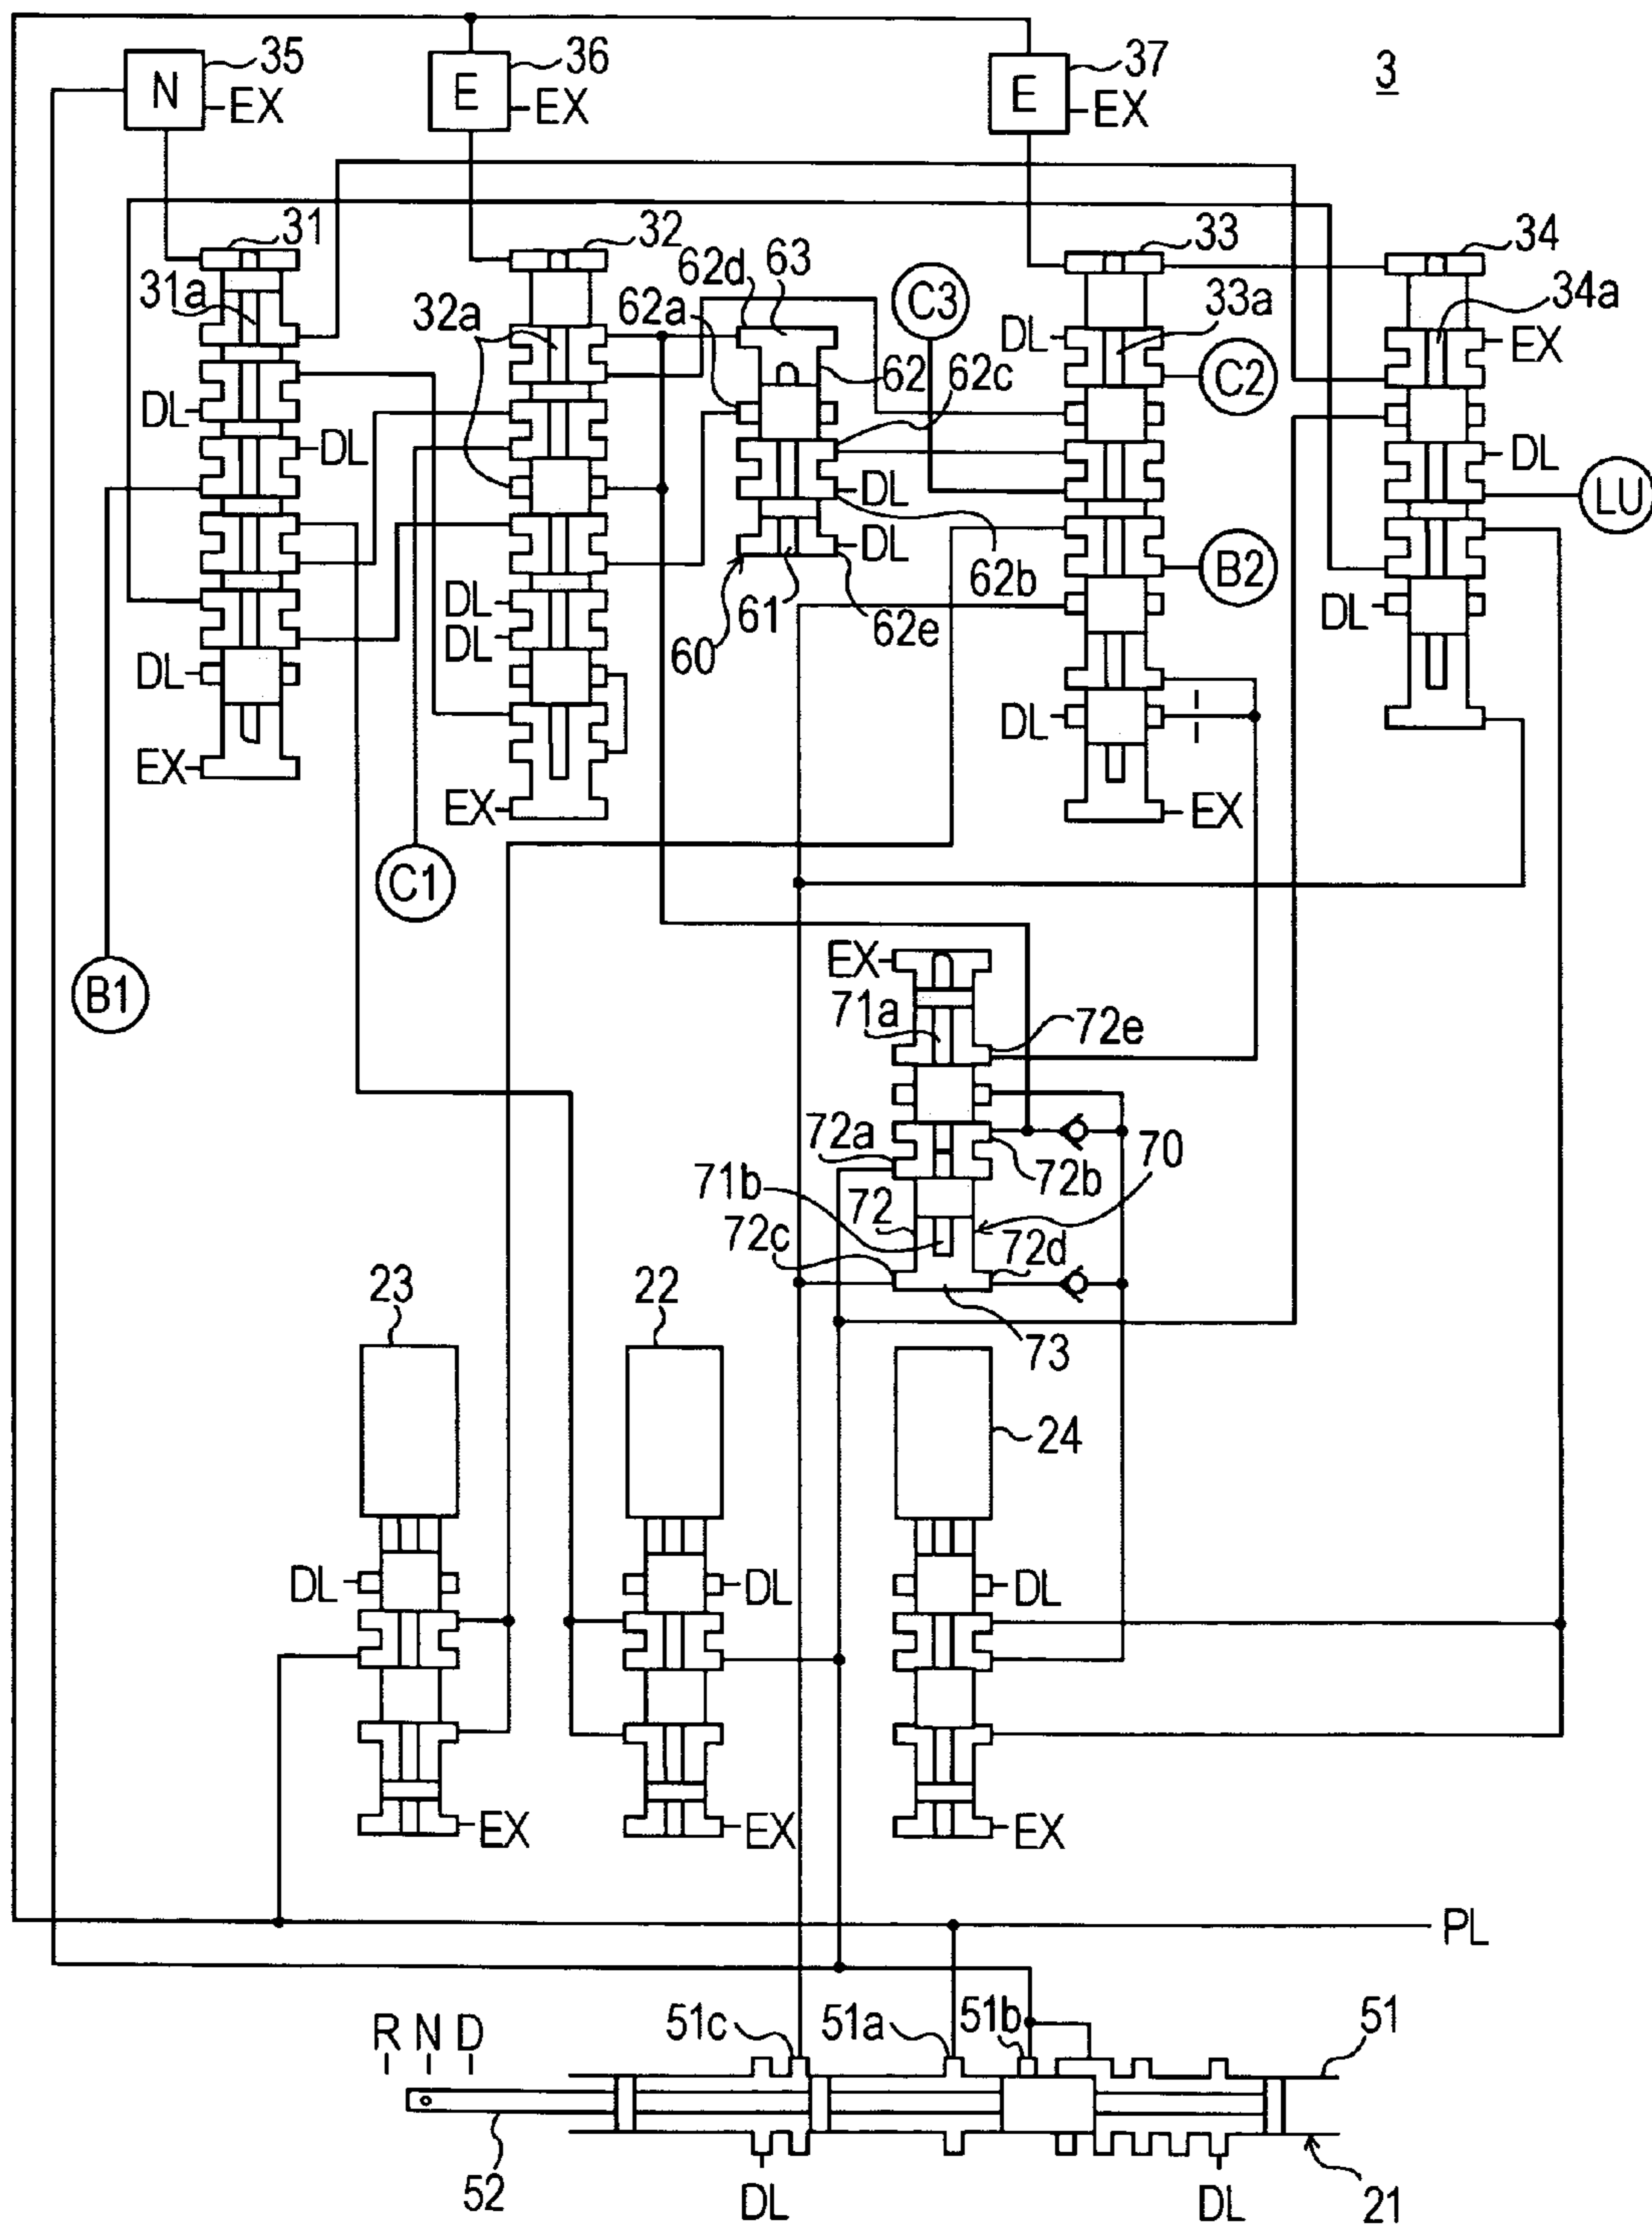 35 36 37 3
N EX E EX E EX
31 32 62d 63 33 34
31a 32a 62a C3 33a 34a
DL EX
62 62c C2
DL
DL DL DL LU
DL
62b B2
DL 61 62e DL
DL 60
DL DL
EX EX EX
C1
B1
EX
71a 72e
72a 70
71b 72 72b
72c 72d
23 22
73
24
DL DL DL
EX EX EX
PL
R N D 51c 51a 51b 51
52 DL DL 21